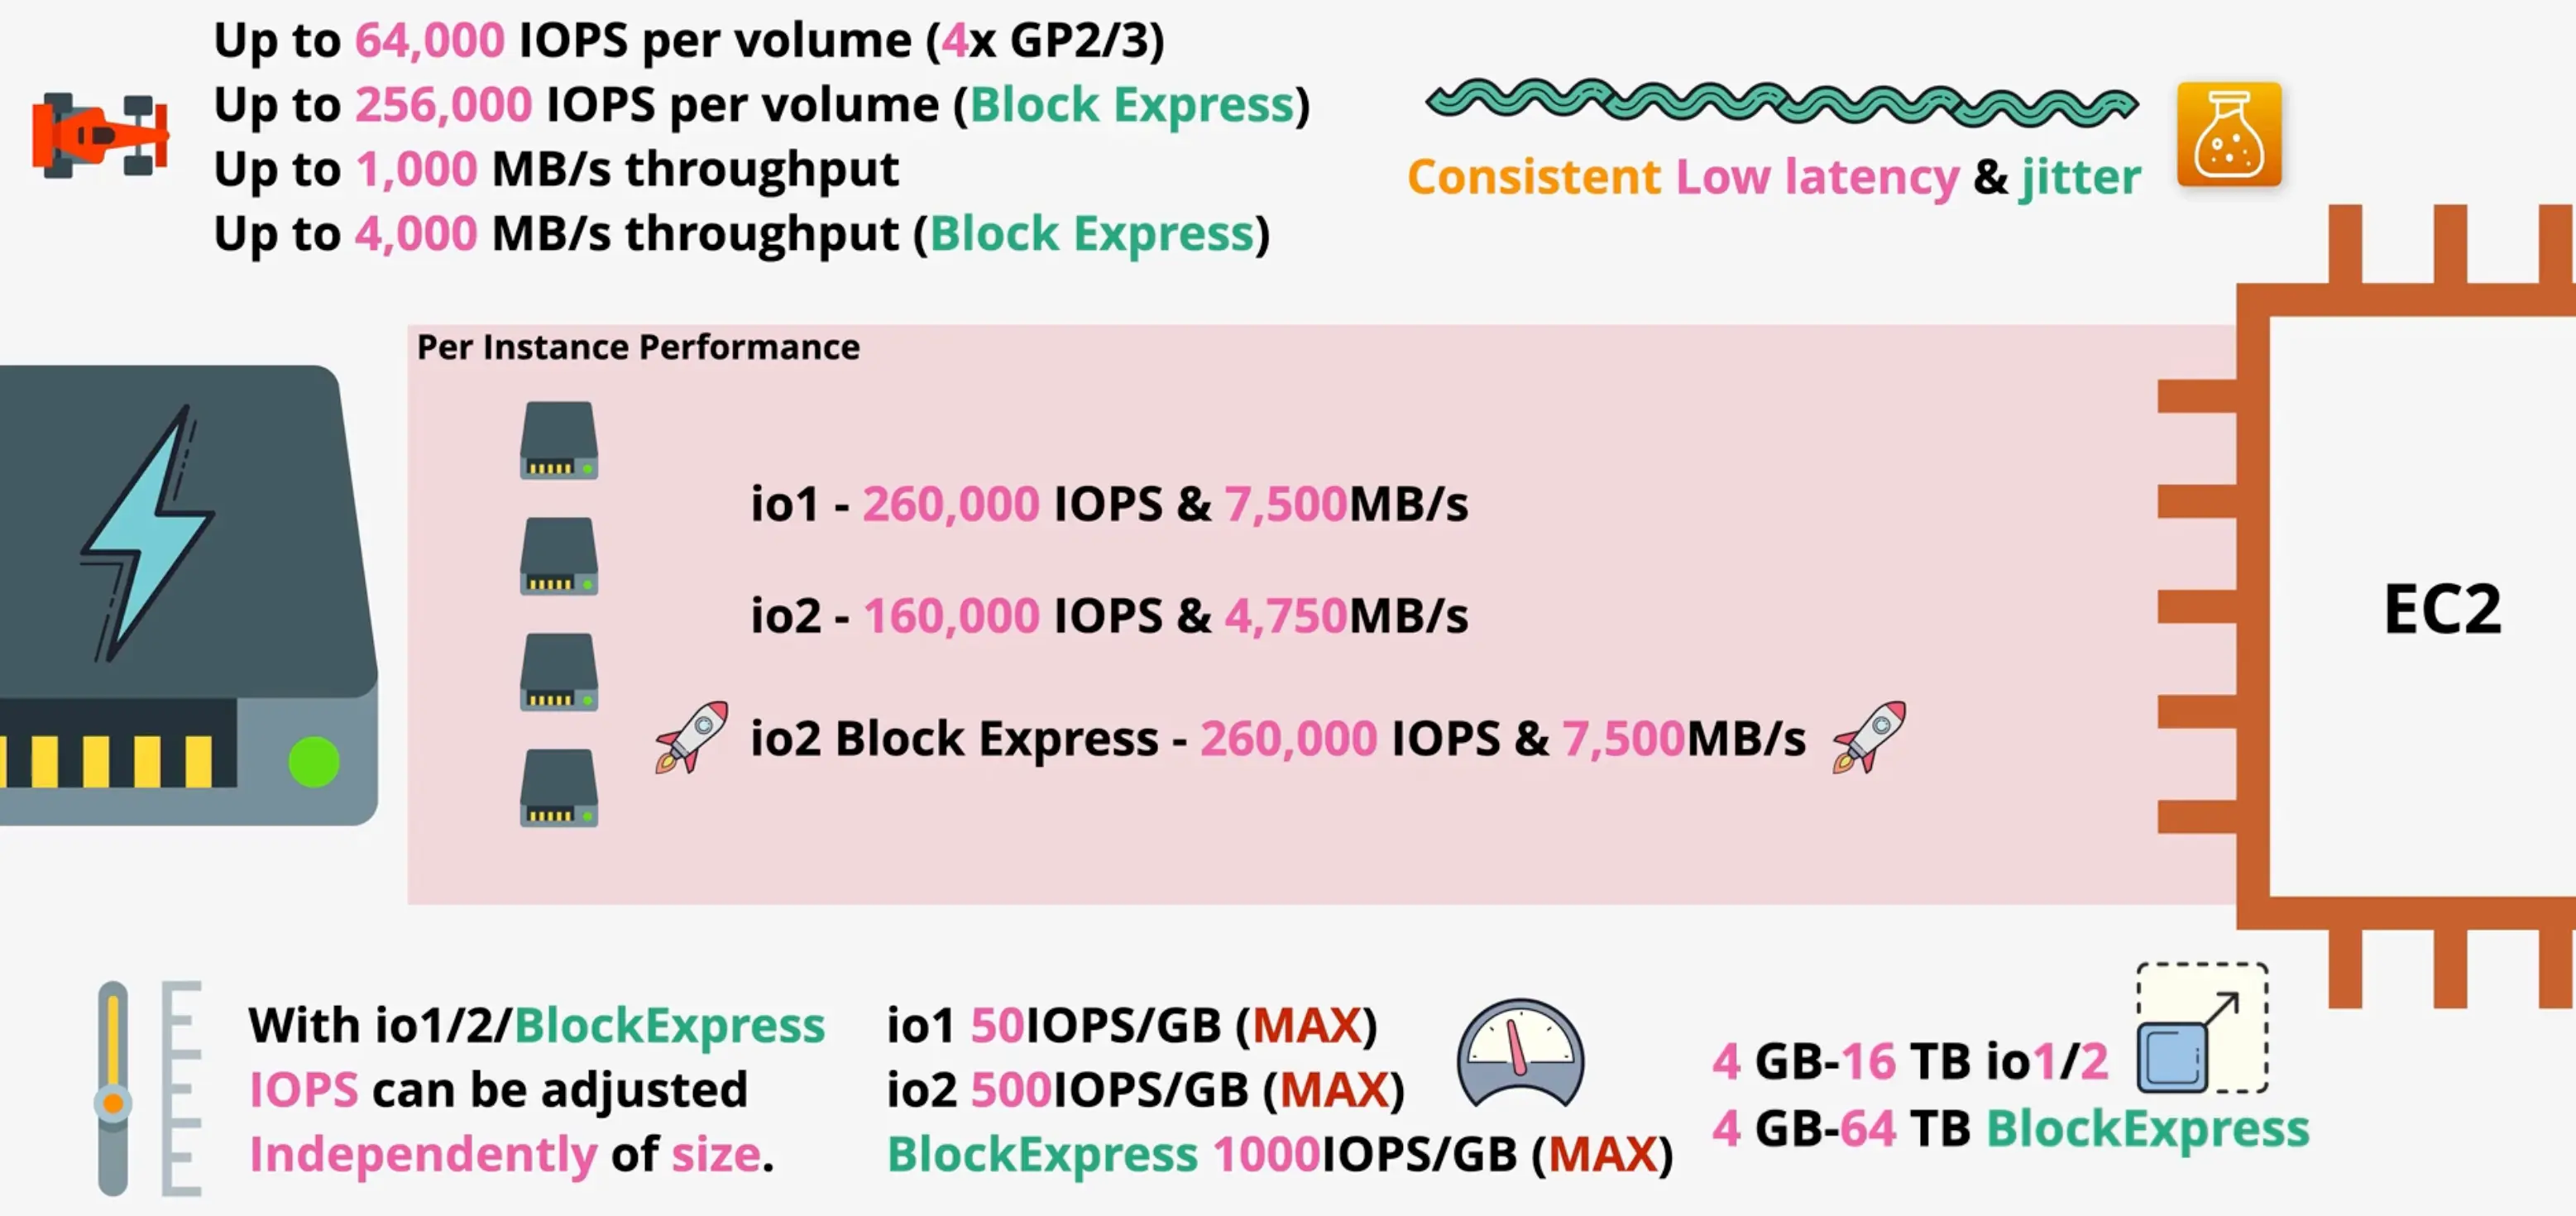 Up to 64,000 IOPS per volume (4x GP2/3)
Up to 256,000 IOPS per volume (Block Express)
Up to 1,000 MB/s throughput
Up to 4,000 MB/s throughput (Block Express)
Consistent Low latency & jitter
Per Instance Performance
io1 - 260,000 IOPS & 7,500MB/s
io2 - 160,000 IOPS & 4,750MB/s
io2 Block Express - 260,000 IOPS & 7,500MB/s
EC2
With io1/2/BlockExpress
IOPS can be adjusted
Independently of size.
io1 50IOPS/GB (MAX)
io2 500IOPS/GB (MAX)
BlockExpress 1000IOPS/GB (MAX)
4 GB-16 TB io1/2
4 GB-64 TB BlockExpress